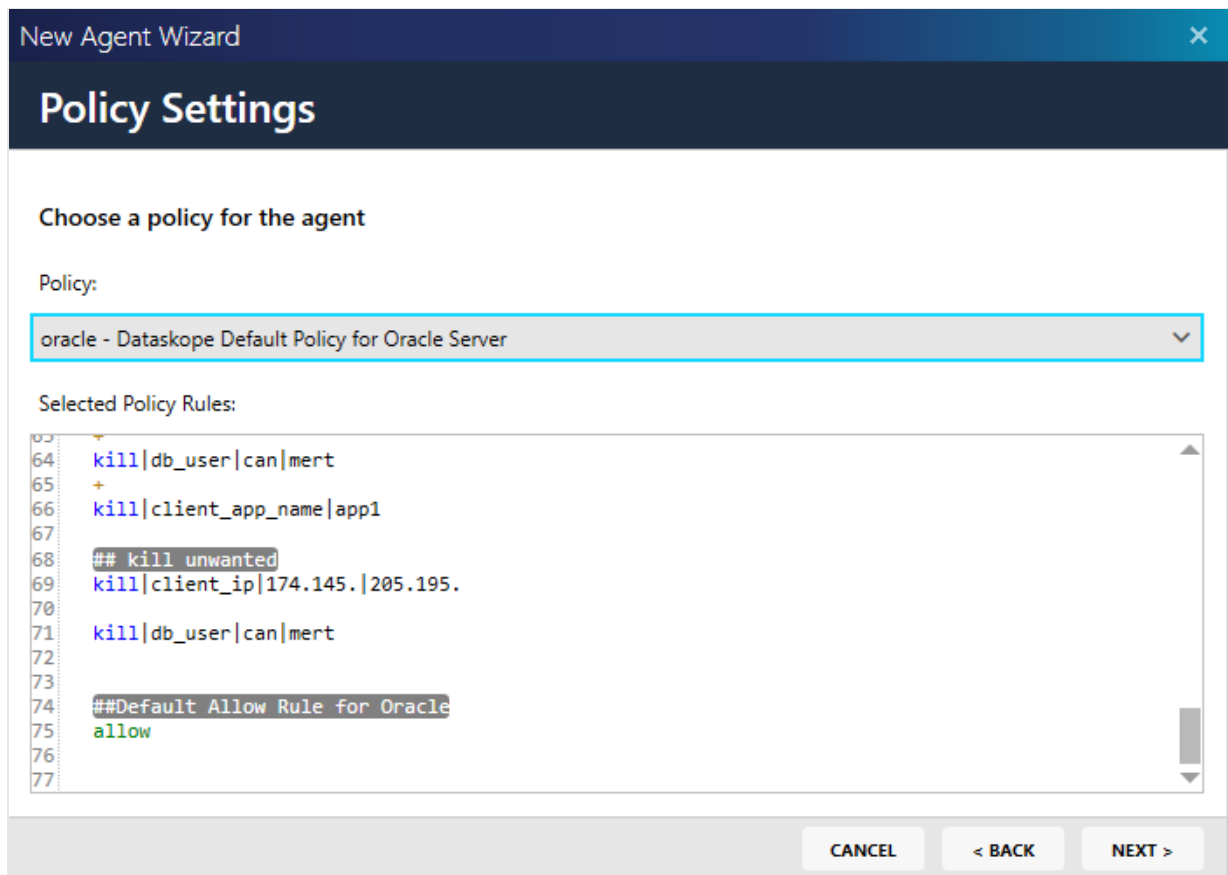 New Agent Wizard
Policy Settings
Choose a policy for the agent
Policy:
oracle - Dataskope Default Policy for Oracle Server
Selected Policy Rules:
63 +
64 kill|db_user|can|mert
65 +
66 kill|client_app_name|app1
67
68 ## kill unwanted
69 kill|client_ip|174.145.|205.195.
70
71 kill|db_user|can|mert
72
73
74 ##Default Allow Rule for Oracle
75 allow
76
77
CANCEL < BACK NEXT >